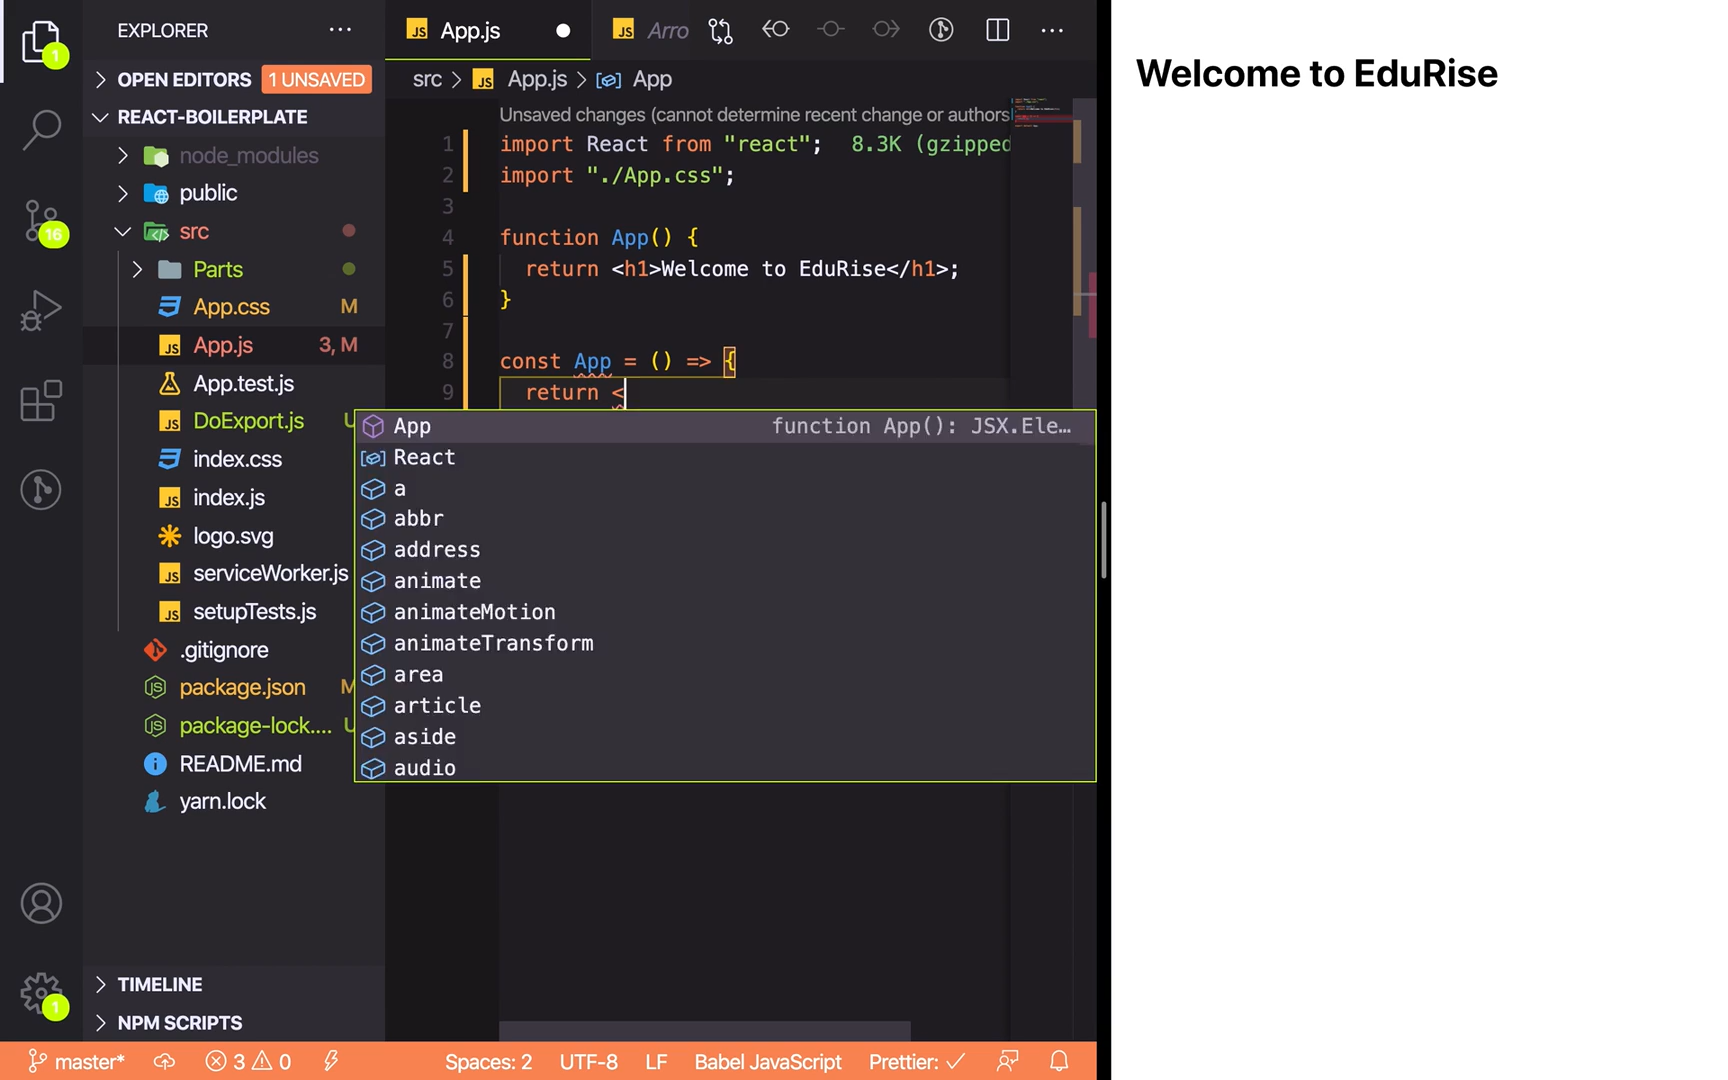 1
EXPLORER
OPEN EDITORS 1 UNSAVED
REACT-BOILERPLATE
node_modules
public
16
src
Parts
App.css M
App.js 3, M
App.test.js
DoExport.js U
index.css
index.js
logo.svg
serviceWorker.js
setupTests.js
.gitignore
package.json M
package-lock.... U
README.md
yarn.lock
TIMELINE
1
NPM SCRIPTS
App.js
Arro
src > App.js > App
Unsaved changes (cannot determine recent change or authors
1 import React from "react"; 8.3K (gzipped
2 import "./App.css";
3
4 function App() {
5 return <h1>Welcome to EduRise</h1>;
6 }
7
8 const App = () => {
9 return <
App function App(): JSX.Ele…
React
a
abbr
address
animate
animateMotion
animateTransform
area
article
aside
audio
master* 3 0 Spaces: 2 UTF-8 LF Babel JavaScript Prettier: ✓
Welcome to EduRise